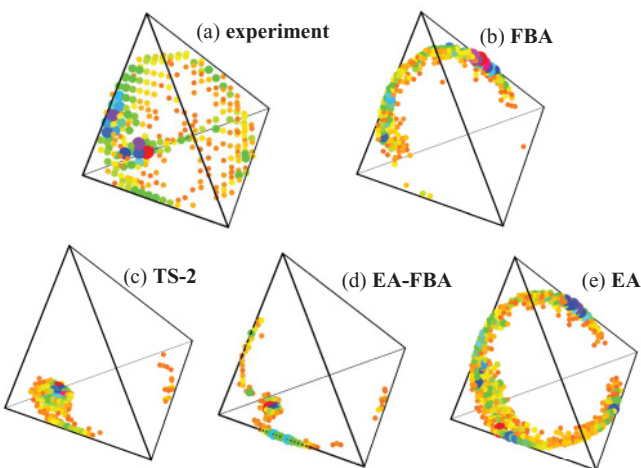 (a) experiment
(b) FBA
(c) TS-2
(d) EA-FBA
(e) EA